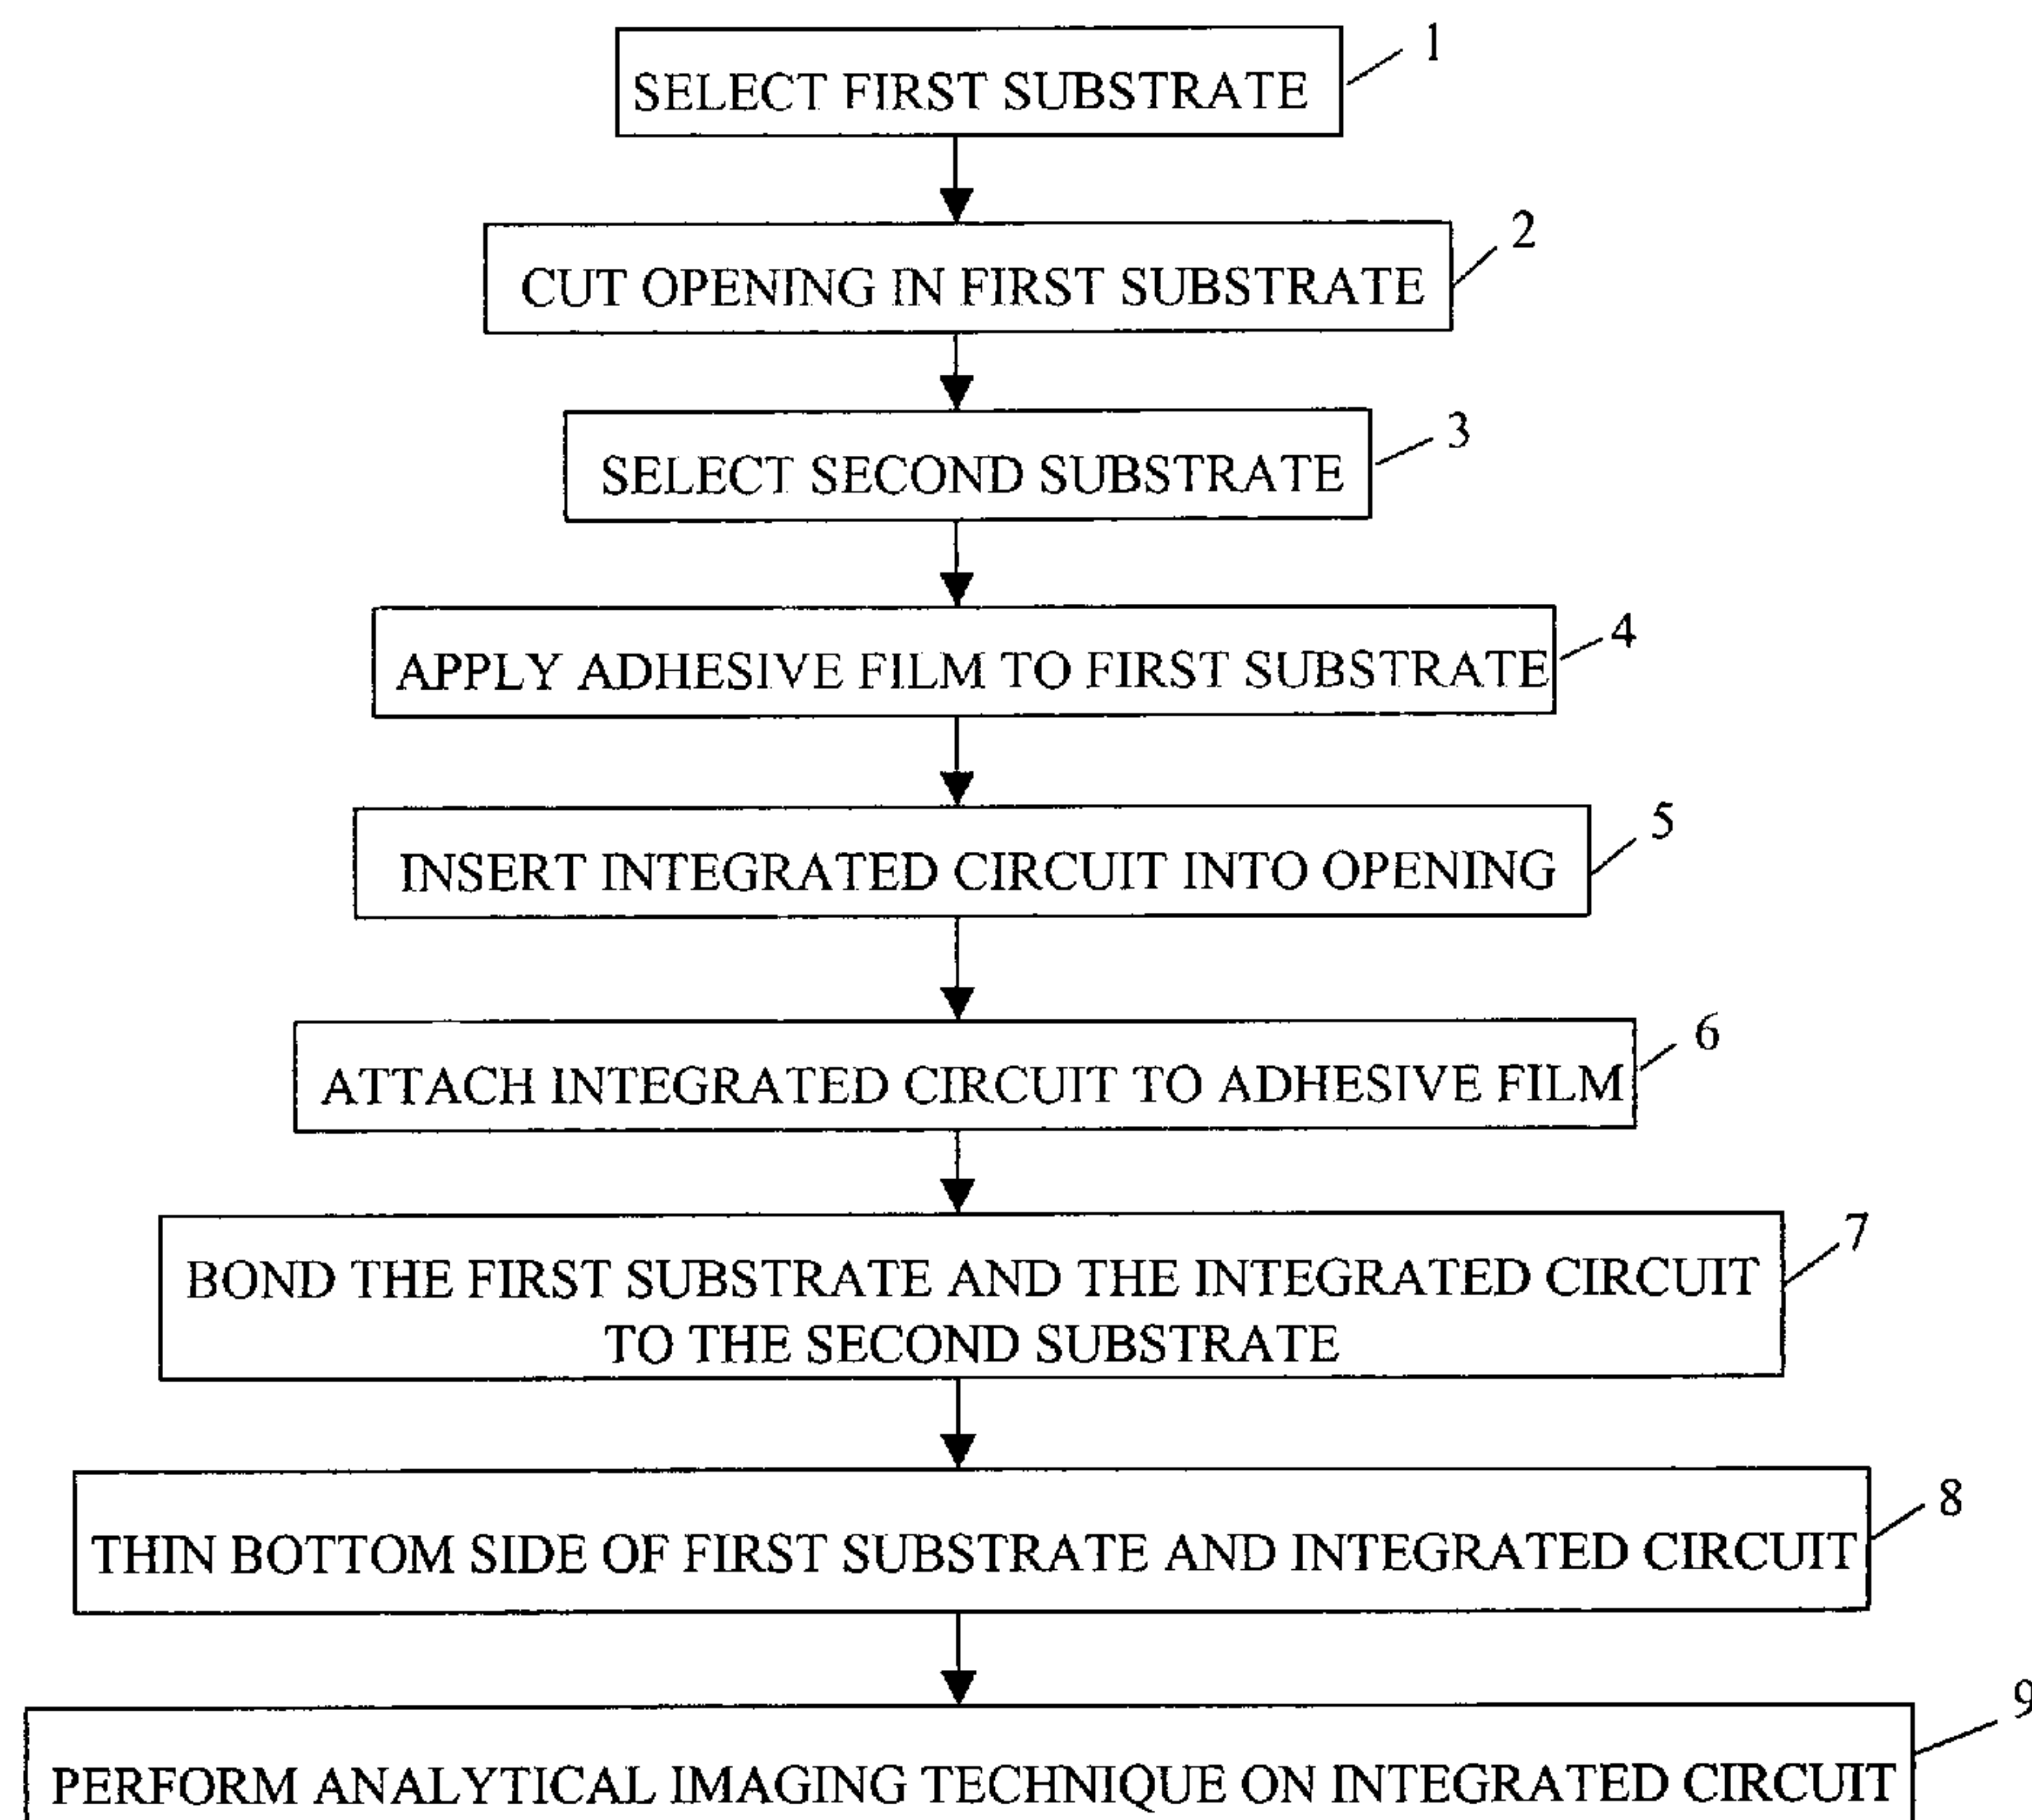 1
SELECT FIRST SUBSTRATE
2
CUT OPENING IN FIRST SUBSTRATE
3
SELECT SECOND SUBSTRATE
4
APPLY ADHESIVE FILM TO FIRST SUBSTRATE
5
INSERT INTEGRATED CIRCUIT INTO OPENING
6
ATTACH INTEGRATED CIRCUIT TO ADHESIVE FILM
7
BOND THE FIRST SUBSTRATE AND THE INTEGRATED CIRCUIT
TO THE SECOND SUBSTRATE
8
THIN BOTTOM SIDE OF FIRST SUBSTRATE AND INTEGRATED CIRCUIT
9
PERFORM ANALYTICAL IMAGING TECHNIQUE ON INTEGRATED CIRCUIT